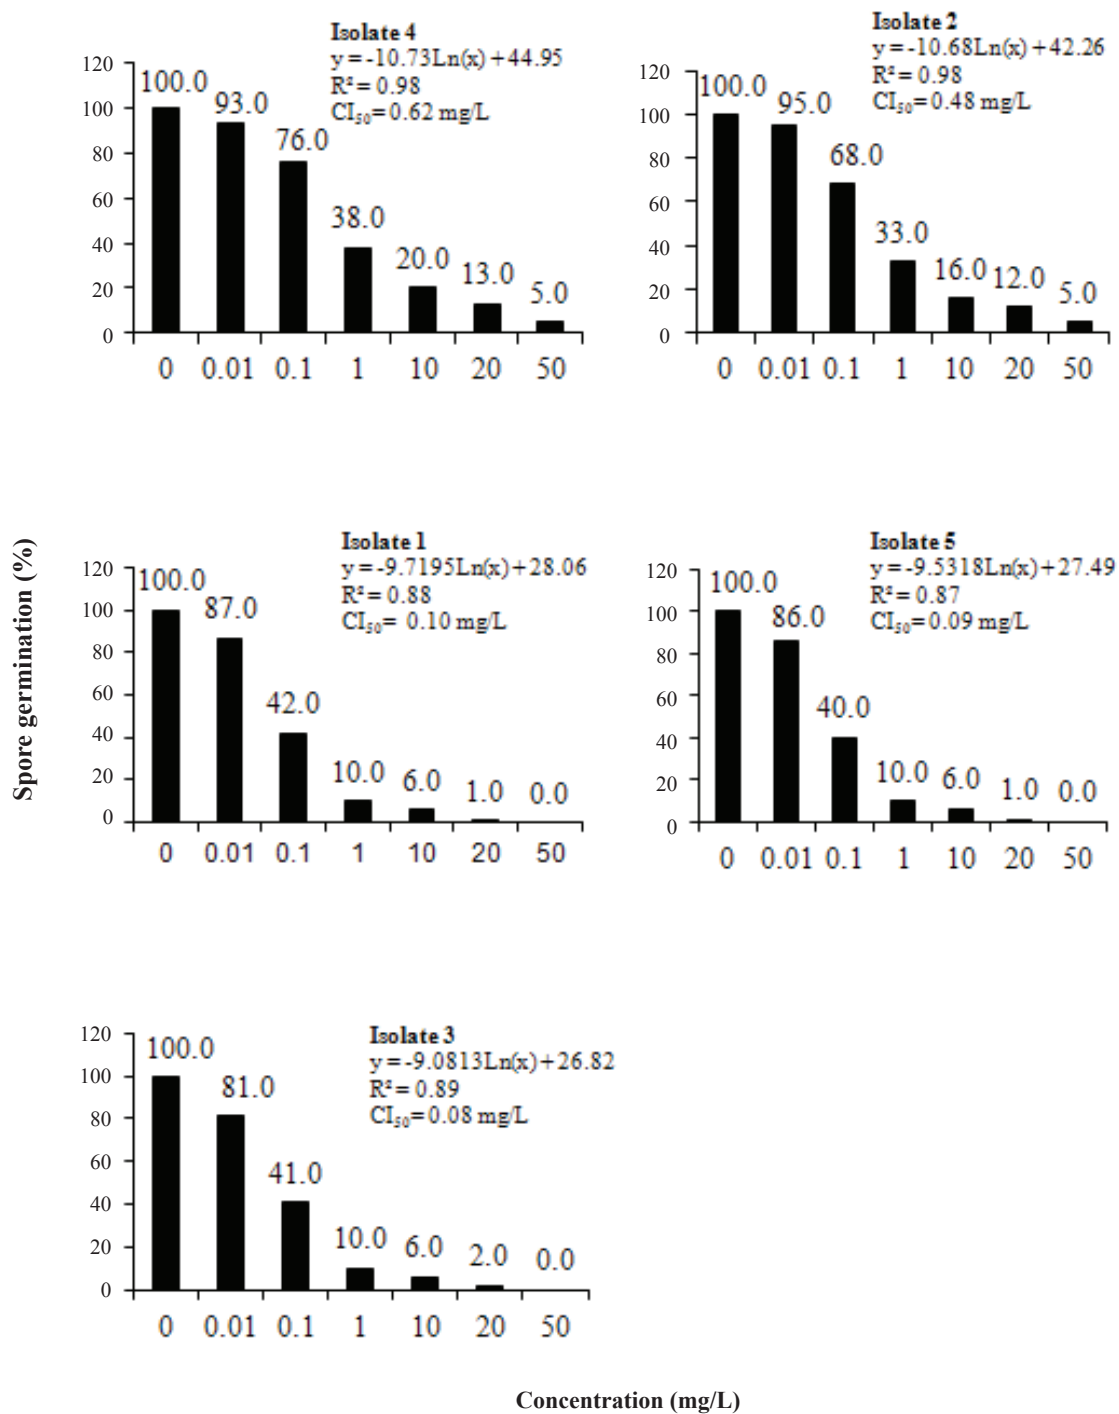 Isolate 4
y = -10.73Ln(x) + 44.95
R² = 0.98
CI₅₀= 0.62 mg/L
120
100
80
60
40
20
0
100.0
93.0
76.0
38.0
20.0
13.0
5.0
0 0.01 0.1 1 10 20 50
Isolate 2
y = -10.68Ln(x) + 42.26
R² = 0.98
CI₅₀= 0.48 mg/L
120
100
80
60
40
20
0
100.0
95.0
68.0
33.0
16.0
12.0
5.0
0 0.01 0.1 1 10 20 50
Spore germination (%)
Isolate 1
y = -9.7195Ln(x) + 28.06
R² = 0.88
CI₅₀= 0.10 mg/L
120
100
80
60
40
20
0
100.0
87.0
42.0
10.0
6.0
1.0
0.0
0 0.01 0.1 1 10 20 50
Isolate 5
y = -9.5318Ln(x) + 27.49
R² = 0.87
CI₅₀= 0.09 mg/L
120
100
80
60
40
20
0
100.0
86.0
40.0
10.0
6.0
1.0
0.0
0 0.01 0.1 1 10 20 50
Isolate 3
y = -9.0813Ln(x) + 26.82
R² = 0.89
CI₅₀= 0.08 mg/L
120
100
80
60
40
20
0
100.0
81.0
41.0
10.0
6.0
2.0
0.0
0 0.01 0.1 1 10 20 50
Concentration (mg/L)